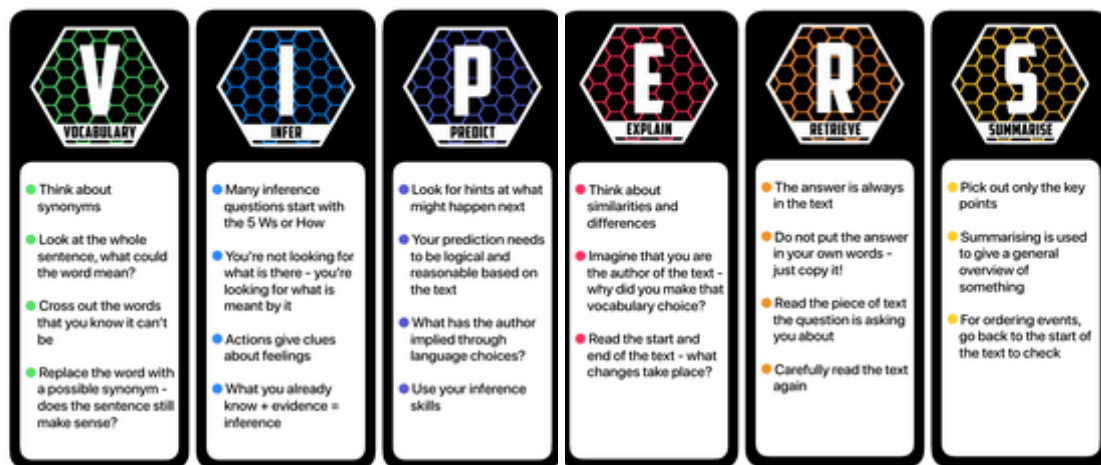 V
VOCABULARY
Think about
synonyms
Look at the whole
sentence, what could
the word mean?
Cross out the words
that you know it can't
be
Replace the word with
a possible synonym -
does the sentence still
make sense?
I
INFER
Many inference
questions start with
the 5 Ws or How
You're not looking for
what is there - you're
looking for what is
meant by it
Actions give clues
about feelings
What you already
know + evidence =
inference
P
PREDICT
Look for hints at what
might happen next
Your prediction needs
to be logical and
reasonable based on
the text
What has the author
implied through
language choices?
Use your inference
skills
E
EXPLAIN
Think about
similarities and
differences
Imagine that you are
the author of the text -
why did you make that
vocabulary choice?
Read the start and
end of the text - what
changes take place?
R
RETRIEVE
The answer is always
in the text
Do not put the answer
in your own words -
just copy it!
Read the piece of text
the question is asking
you about
Carefully read the text
again
S
SUMMARISE
Pick out only the key
points
Summarising is used
to give a general
overview of
something
For ordering events,
go back to the start of
the text to check